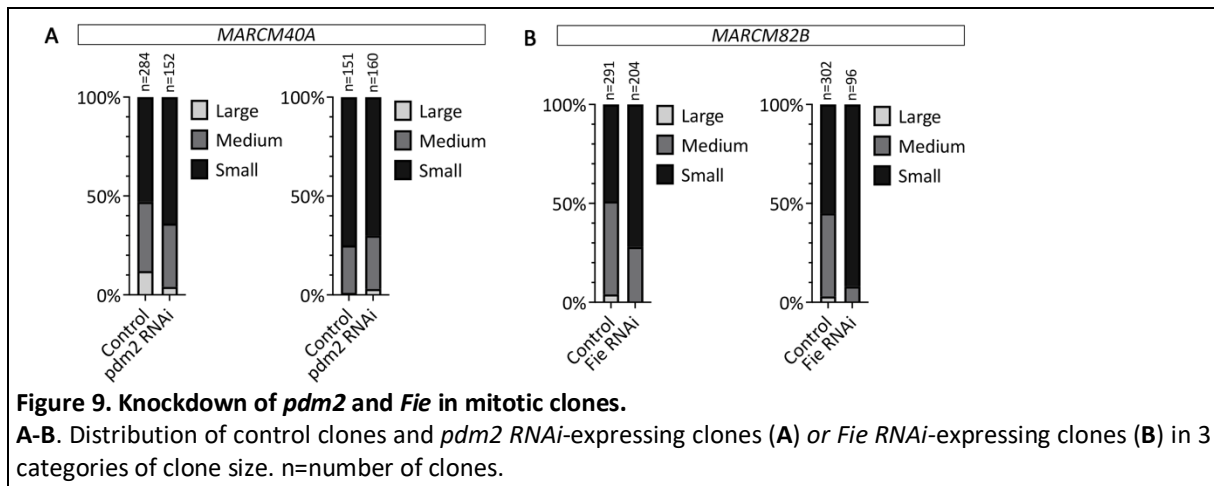 A
MARCM40A
n=284
n=152
100%
50%
0%
Large
Medium
Small
Control
pdm2 RNAi
n=151
n=160
100%
50%
0%
Large
Medium
Small
Control
pdm2 RNAi
B
MARCM82B
n=291
n=204
100%
50%
0%
Large
Medium
Small
Control
Fie RNAi
n=302
n=96
100%
50%
0%
Large
Medium
Small
Control
Fie RNAi
Figure 9. Knockdown of pdm2 and Fie in mitotic clones.
A-B. Distribution of control clones and pdm2 RNAi-expressing clones (A) or Fie RNAi-expressing clones (B) in 3
categories of clone size. n=number of clones.